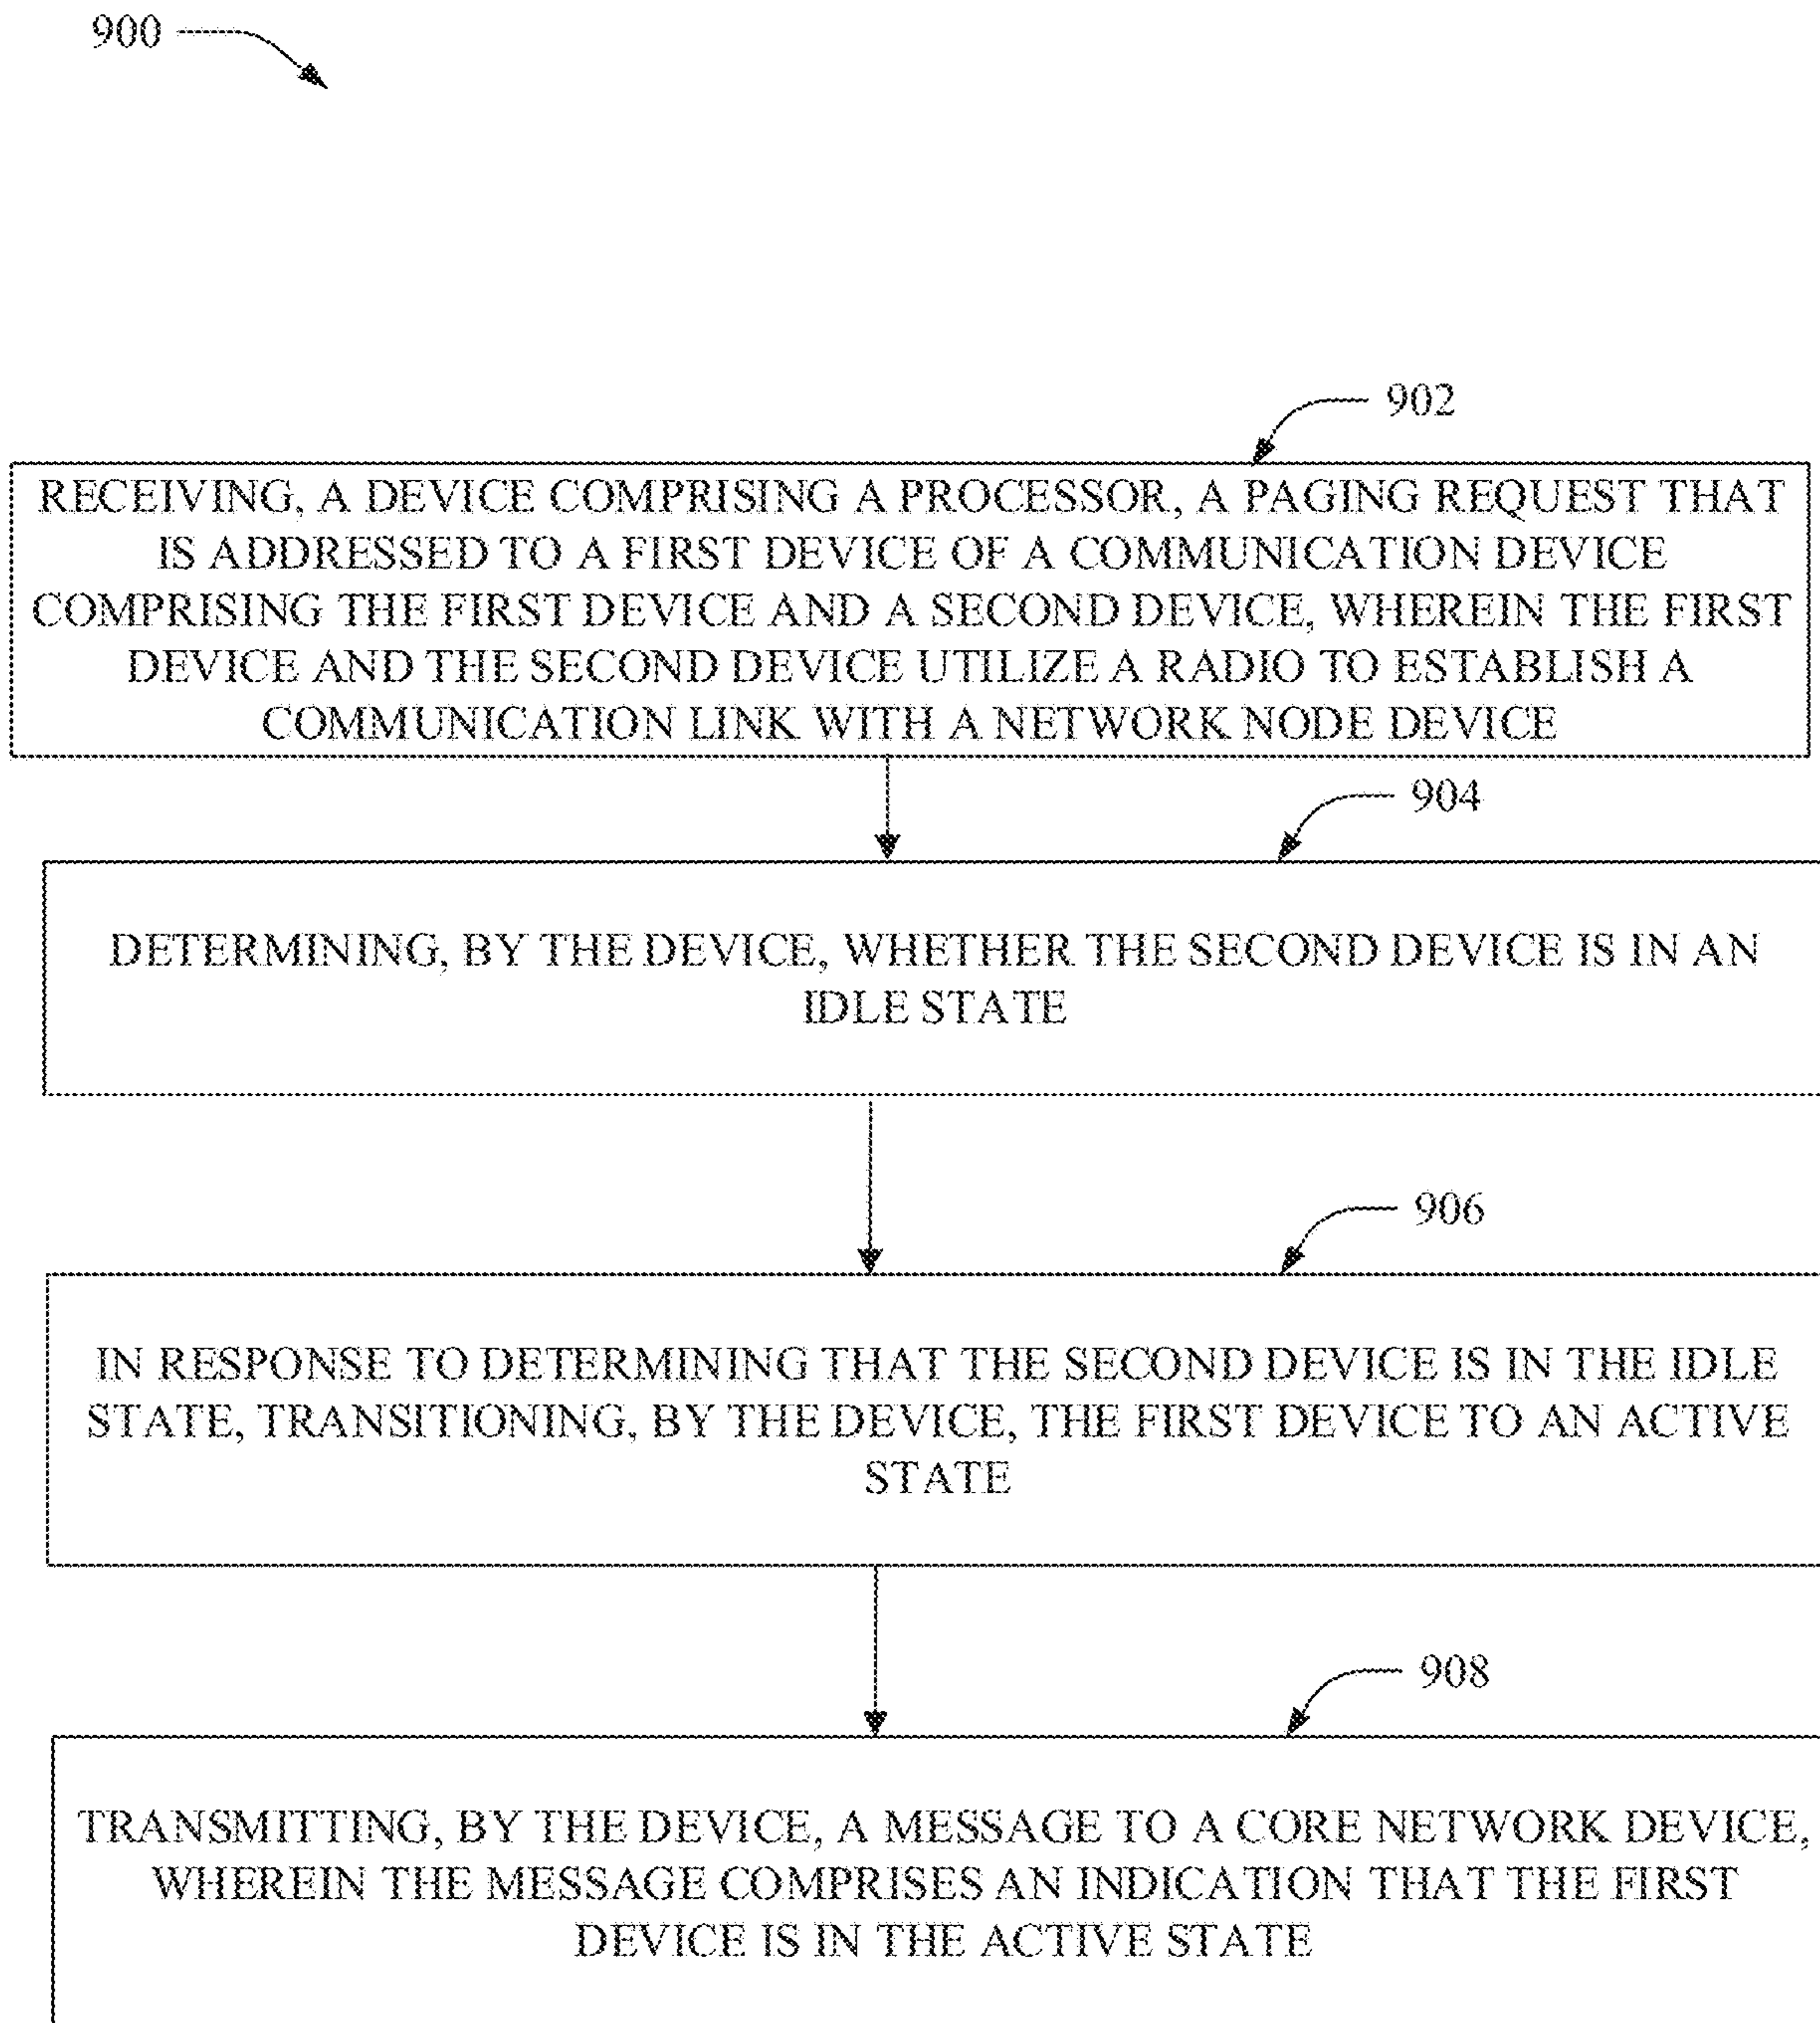 900
902
RECEIVING, A DEVICE COMPRISING A PROCESSOR, A PAGING REQUEST THAT
IS ADDRESSED TO A FIRST DEVICE OF A COMMUNICATION DEVICE
COMPRISING THE FIRST DEVICE AND A SECOND DEVICE, WHEREIN THE FIRST
DEVICE AND THE SECOND DEVICE UTILIZE A RADIO TO ESTABLISH A
COMMUNICATION LINK WITH A NETWORK NODE DEVICE
904
DETERMINING, BY THE DEVICE, WHETHER THE SECOND DEVICE IS IN AN
IDLE STATE
906
IN RESPONSE TO DETERMINING THAT THE SECOND DEVICE IS IN THE IDLE
STATE, TRANSITIONING, BY THE DEVICE, THE FIRST DEVICE TO AN ACTIVE
STATE
908
TRANSMITTING, BY THE DEVICE, A MESSAGE TO A CORE NETWORK DEVICE,
WHEREIN THE MESSAGE COMPRISES AN INDICATION THAT THE FIRST
DEVICE IS IN THE ACTIVE STATE